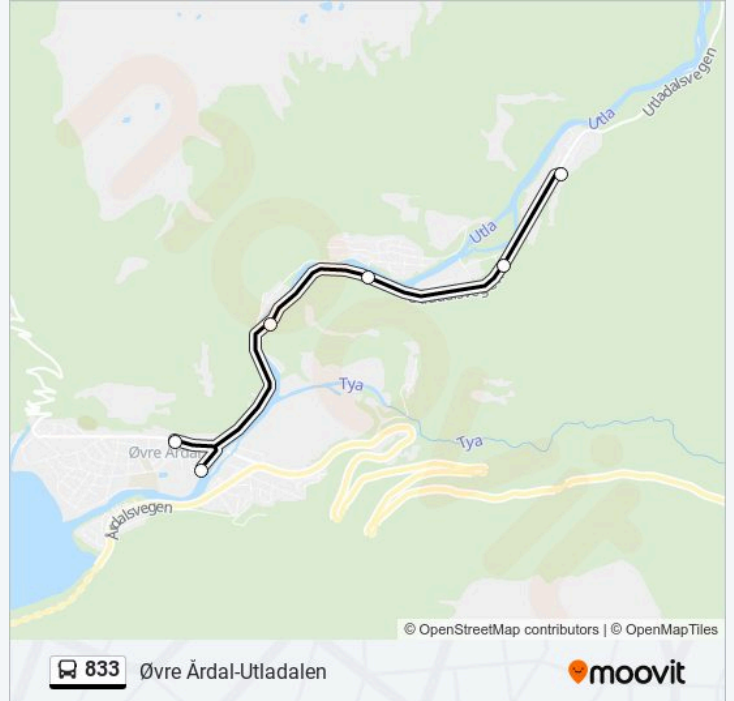 Utladalsvegen
Utla
Utla
Tya
Tya
Øvre Årdal
Årdalsvegen
© OpenStreetMap contributors | © OpenMapTiles
833 Øvre Årdal-Utladalen
moovit